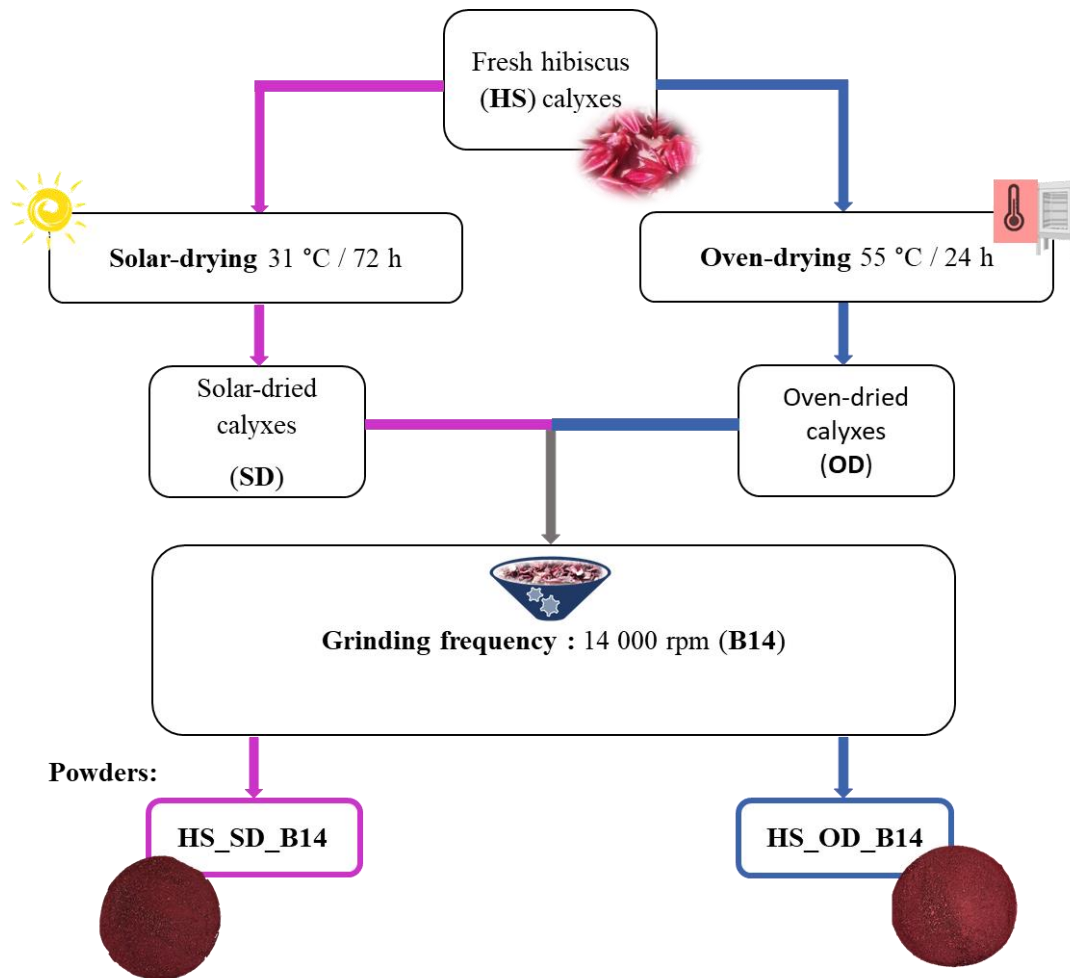 Fresh hibiscus
(HS) calyxes
Solar-drying 31 °C / 72 h
Oven-drying 55 °C / 24 h
Solar-dried
calyxes
(SD)
Oven-dried
calyxes
(OD)
Grinding frequency : 14 000 rpm (B14)
Powders:
HS_SD_B14
HS_OD_B14